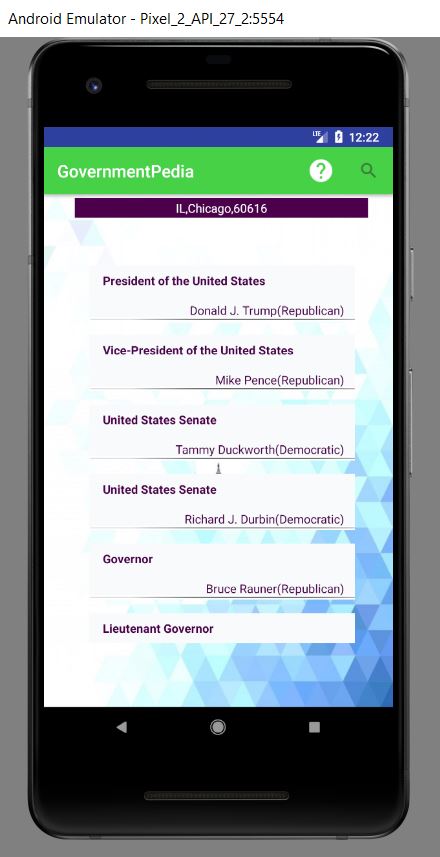 Android Emulator - Pixel_2_API_27_2:5554
LTE 12:22
GovernmentPedia ?
IL,Chicago,60616
President of the United States
Donald J. Trump(Republican)
Vice-President of the United States
Mike Pence(Republican)
United States Senate
Tammy Duckworth(Democratic)
United States Senate
Richard J. Durbin(Democratic)
Governor
Bruce Rauner(Republican)
Lieutenant Governor